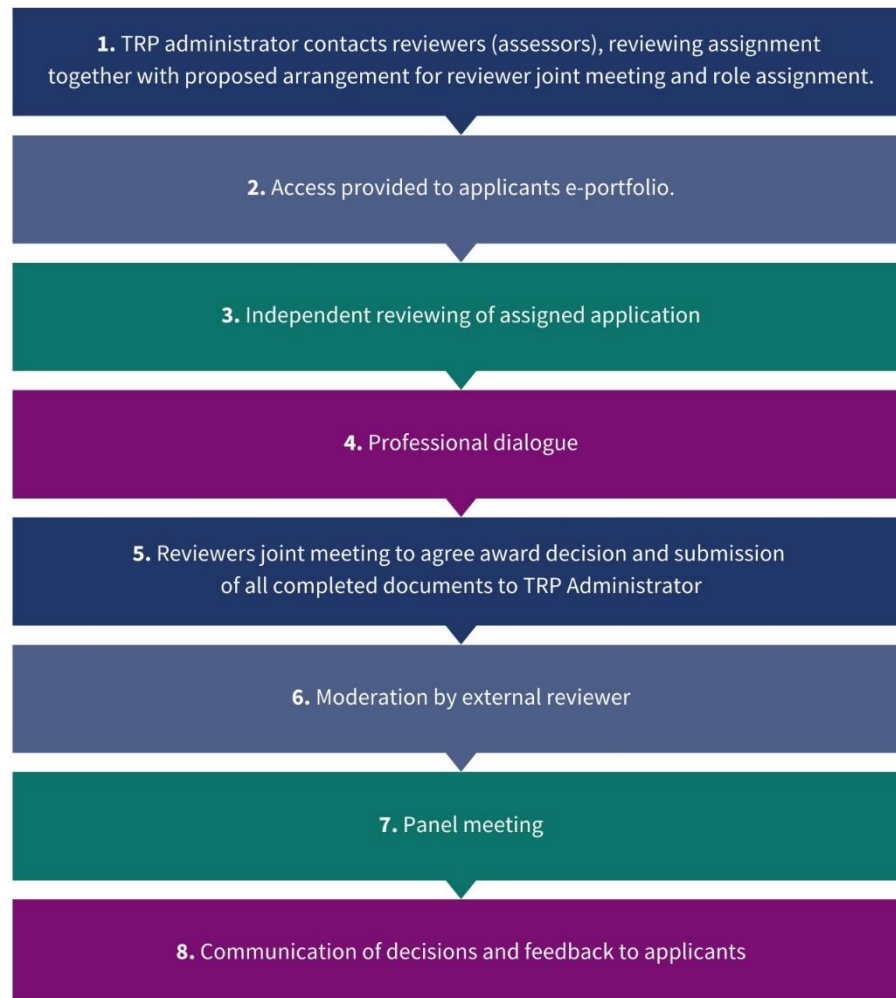 1. TRP administrator contacts reviewers (assessors), reviewing assignment
together with proposed arrangement for reviewer joint meeting and role assignment.
2. Access provided to applicants e-portfolio.
3. Independent reviewing of assigned application
4. Professional dialogue
5. Reviewers joint meeting to agree award decision and submission
of all completed documents to TRP Administrator
6. Moderation by external reviewer
7. Panel meeting
8. Communication of decisions and feedback to applicants